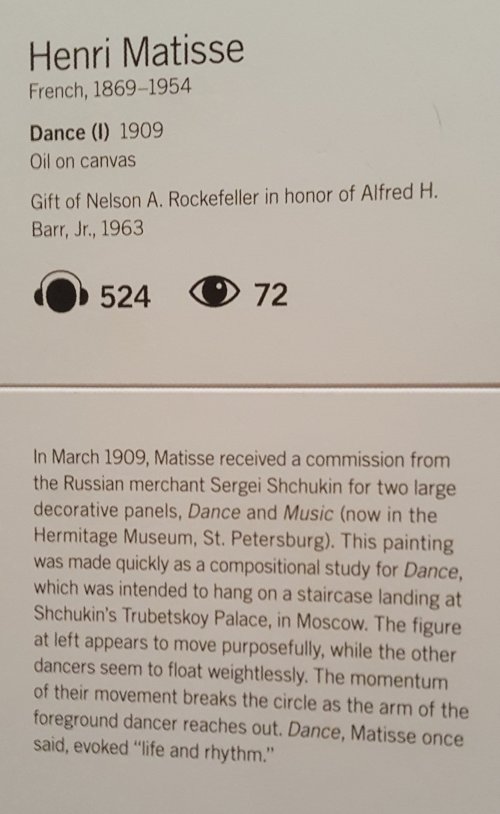 Henri Matisse
French, 1869–1954
Dance (I) 1909
Oil on canvas
Gift of Nelson A. Rockefeller in honor of Alfred H.
Barr, Jr., 1963
524 72
In March 1909, Matisse received a commission from
the Russian merchant Sergei Shchukin for two large
decorative panels, Dance and Music (now in the
Hermitage Museum, St. Petersburg). This painting
was made quickly as a compositional study for Dance,
which was intended to hang on a staircase landing at
Shchukin's Trubetskoy Palace, in Moscow. The figure
at left appears to move purposefully, while the other
dancers seem to float weightlessly. The momentum
of their movement breaks the circle as the arm of the
foreground dancer reaches out. Dance, Matisse once
said, evoked “life and rhythm.”